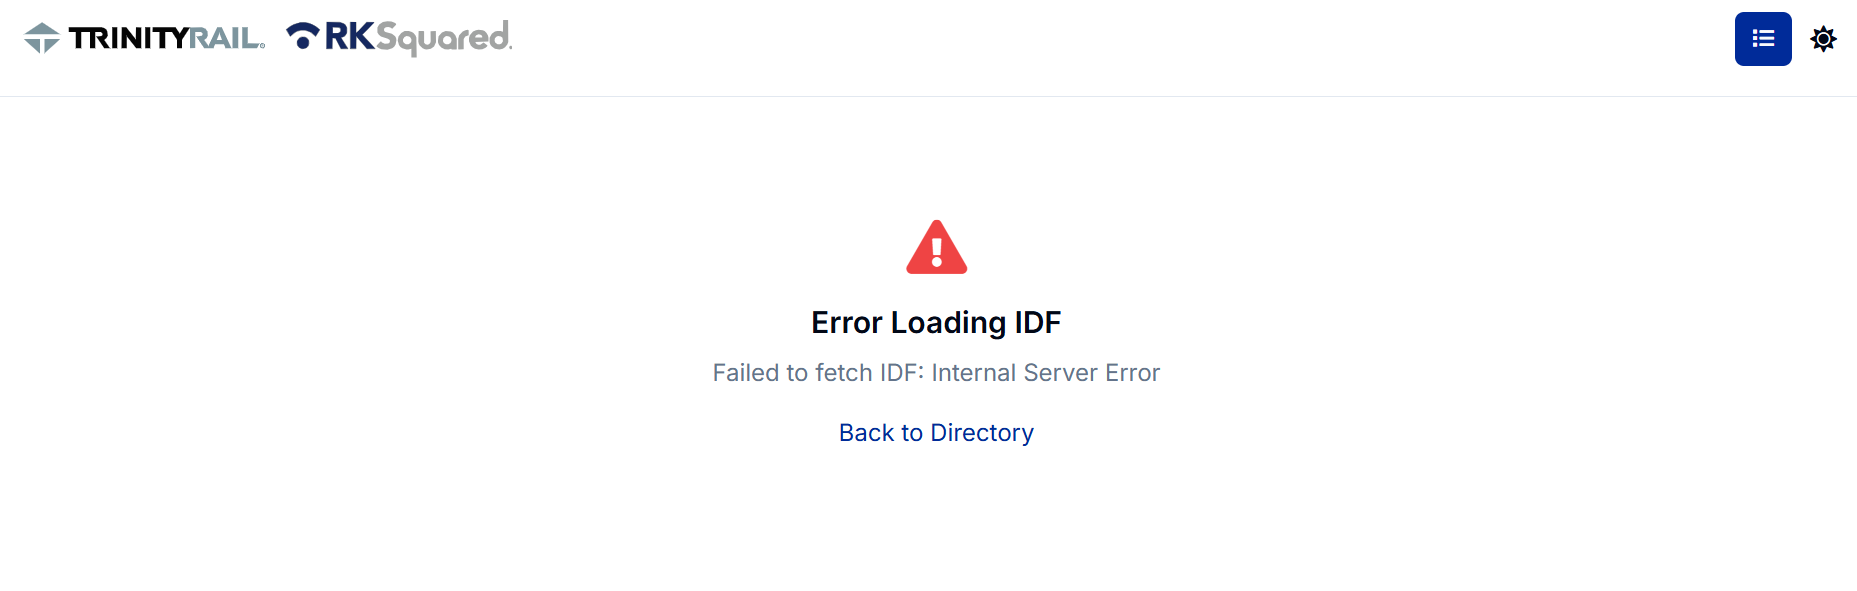 TRINITYRAIL® RKSquared.
Error Loading IDF
Failed to fetch IDF: Internal Server Error
Back to Directory